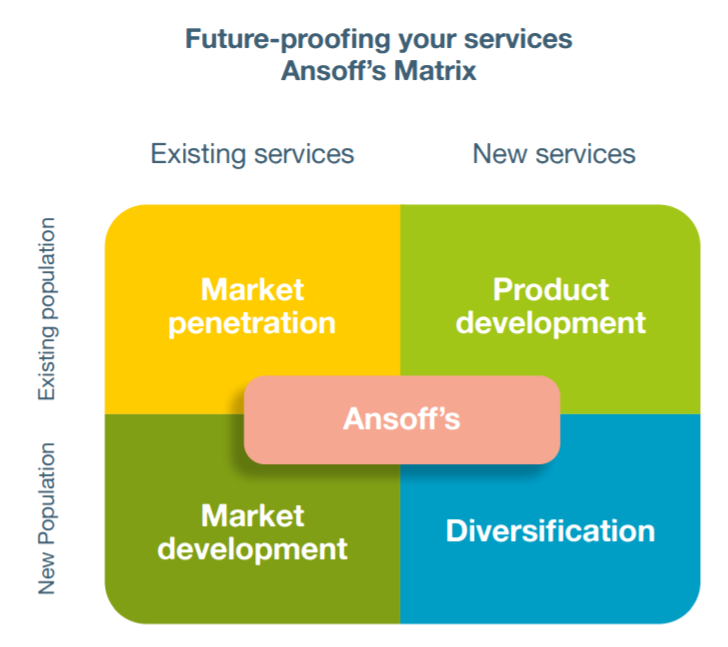 Future-proofing your services
Ansoff’s Matrix
Existing services
New services
Existing population
Market
penetration
Product
development
Ansoff’s
New Population
Market
development
Diversification